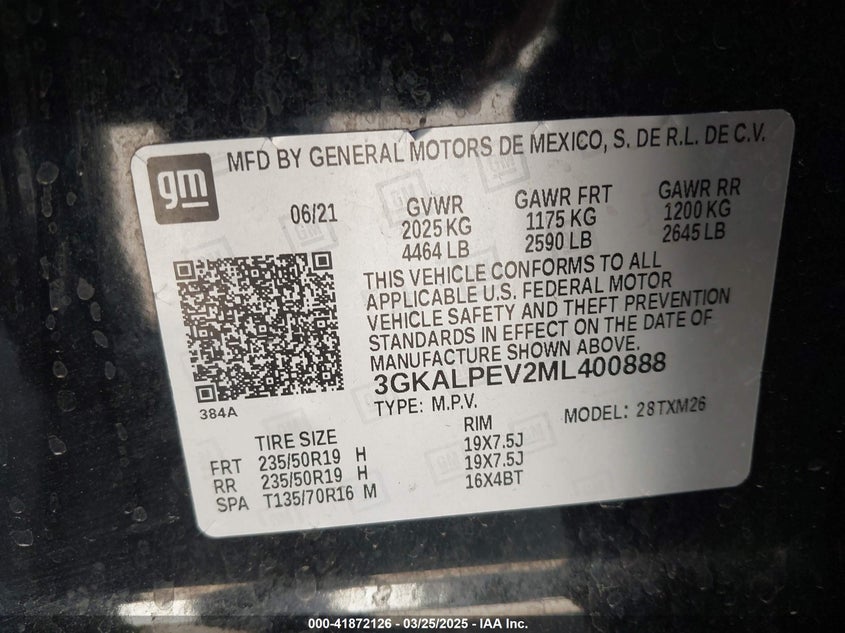 gm
MFD BY GENERAL MOTORS DE MEXICO, S. DE R.L. DE C.V.
06/21
GVWR
2025 KG
4464 LB
GAWR FRT
1175 KG
2590 LB
GAWR RR
1200 KG
2645 LB
THIS VEHICLE CONFORMS TO ALL
APPLICABLE U.S. FEDERAL MOTOR
VEHICLE SAFETY AND THEFT PREVENTION
STANDARDS IN EFFECT ON THE DATE OF
MANUFACTURE SHOWN ABOVE.
3GKALPEV2ML400888
TYPE: M.P.V.
MODEL: 28TXM26
384A
TIRE SIZE RIM
FRT 235/50R19 H 19X7.5J
RR 235/50R19 H 19X7.5J
SPA T135/70R16 M 16X4BT
000-41872126 - 03/25/2025 - IAA Inc.